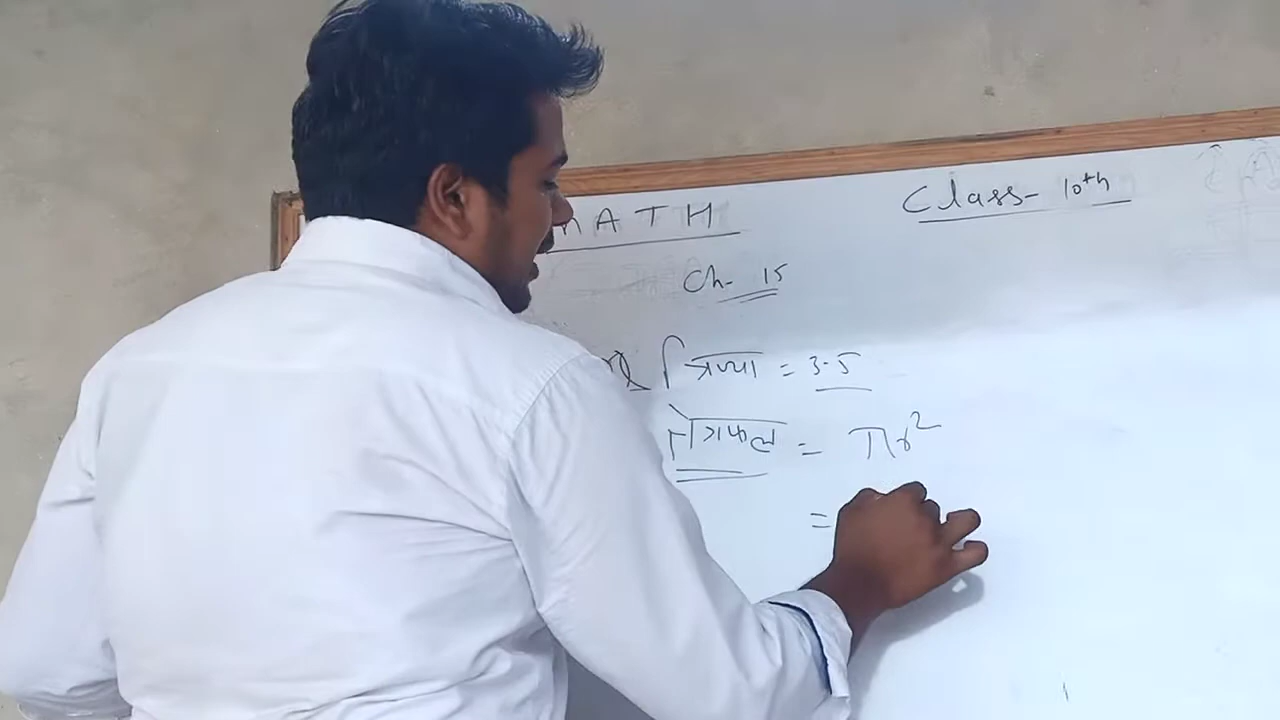 MATH
Class- 10th
Ch- 15
त्रिज्या = 3.5
क्षेत्रफल = πr²
=